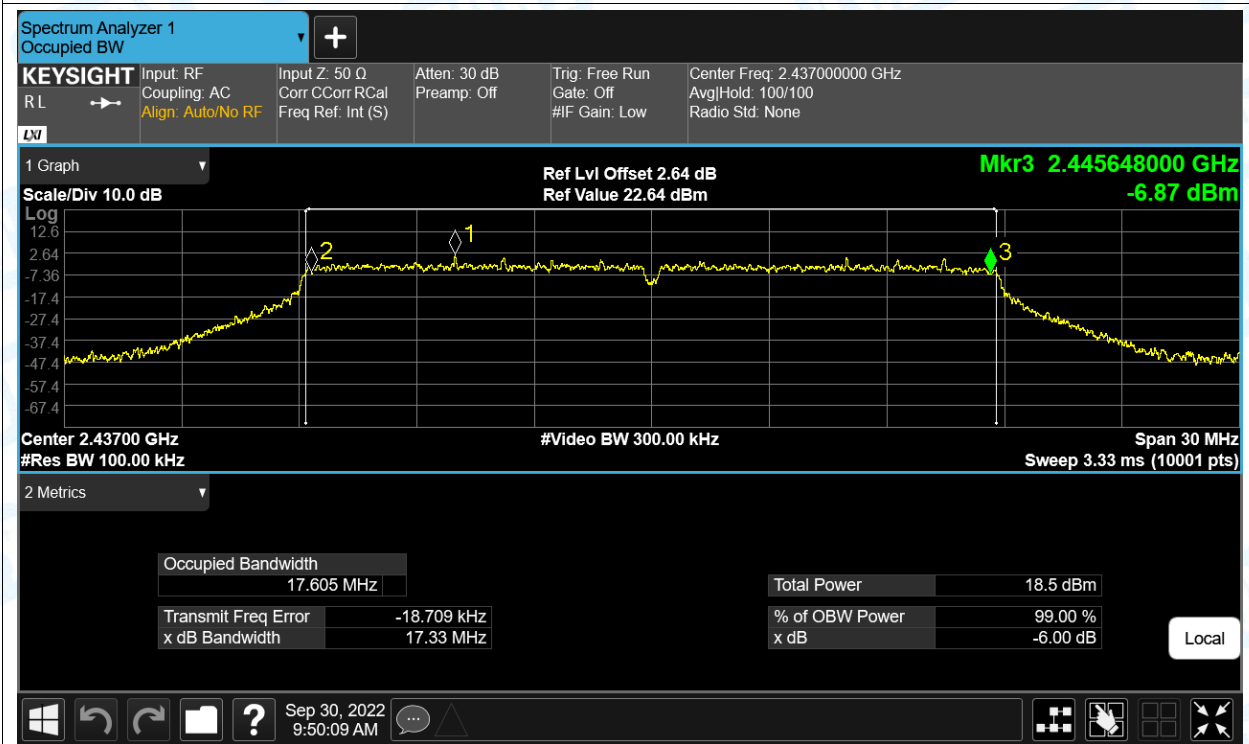 Spectrum Analyzer 1
Occupied BW
▼
+
KEYSIGHT
R L
LXI
Input: RF
Coupling: AC
Align: Auto/No RF
Input Z: 50 Ω
Corr CCorr RCal
Freq Ref: Int (S)
Atten: 30 dB
Preamp: Off
Trig: Free Run
Gate: Off
#IF Gain: Low
Center Freq: 2.437000000 GHz
Avg|Hold: 100/100
Radio Std: None
1 Graph ▼
Scale/Div 10.0 dB
Ref Lvl Offset 2.64 dB
Ref Value 22.64 dBm
Mkr3 2.445648000 GHz
-6.87 dBm
Log
12.6
2.64
-7.36
-17.4
-27.4
-37.4
-47.4
-57.4
-67.4
2
1
3
Center 2.43700 GHz
#Res BW 100.00 kHz
#Video BW 300.00 kHz
Span 30 MHz
Sweep 3.33 ms (10001 pts)
2 Metrics ▼
Occupied Bandwidth
17.605 MHz
Transmit Freq Error -18.709 kHz
x dB Bandwidth 17.33 MHz
Total Power 18.5 dBm
% of OBW Power 99.00 %
x dB -6.00 dB
Local
?
Sep 30, 2022
9:50:09 AM